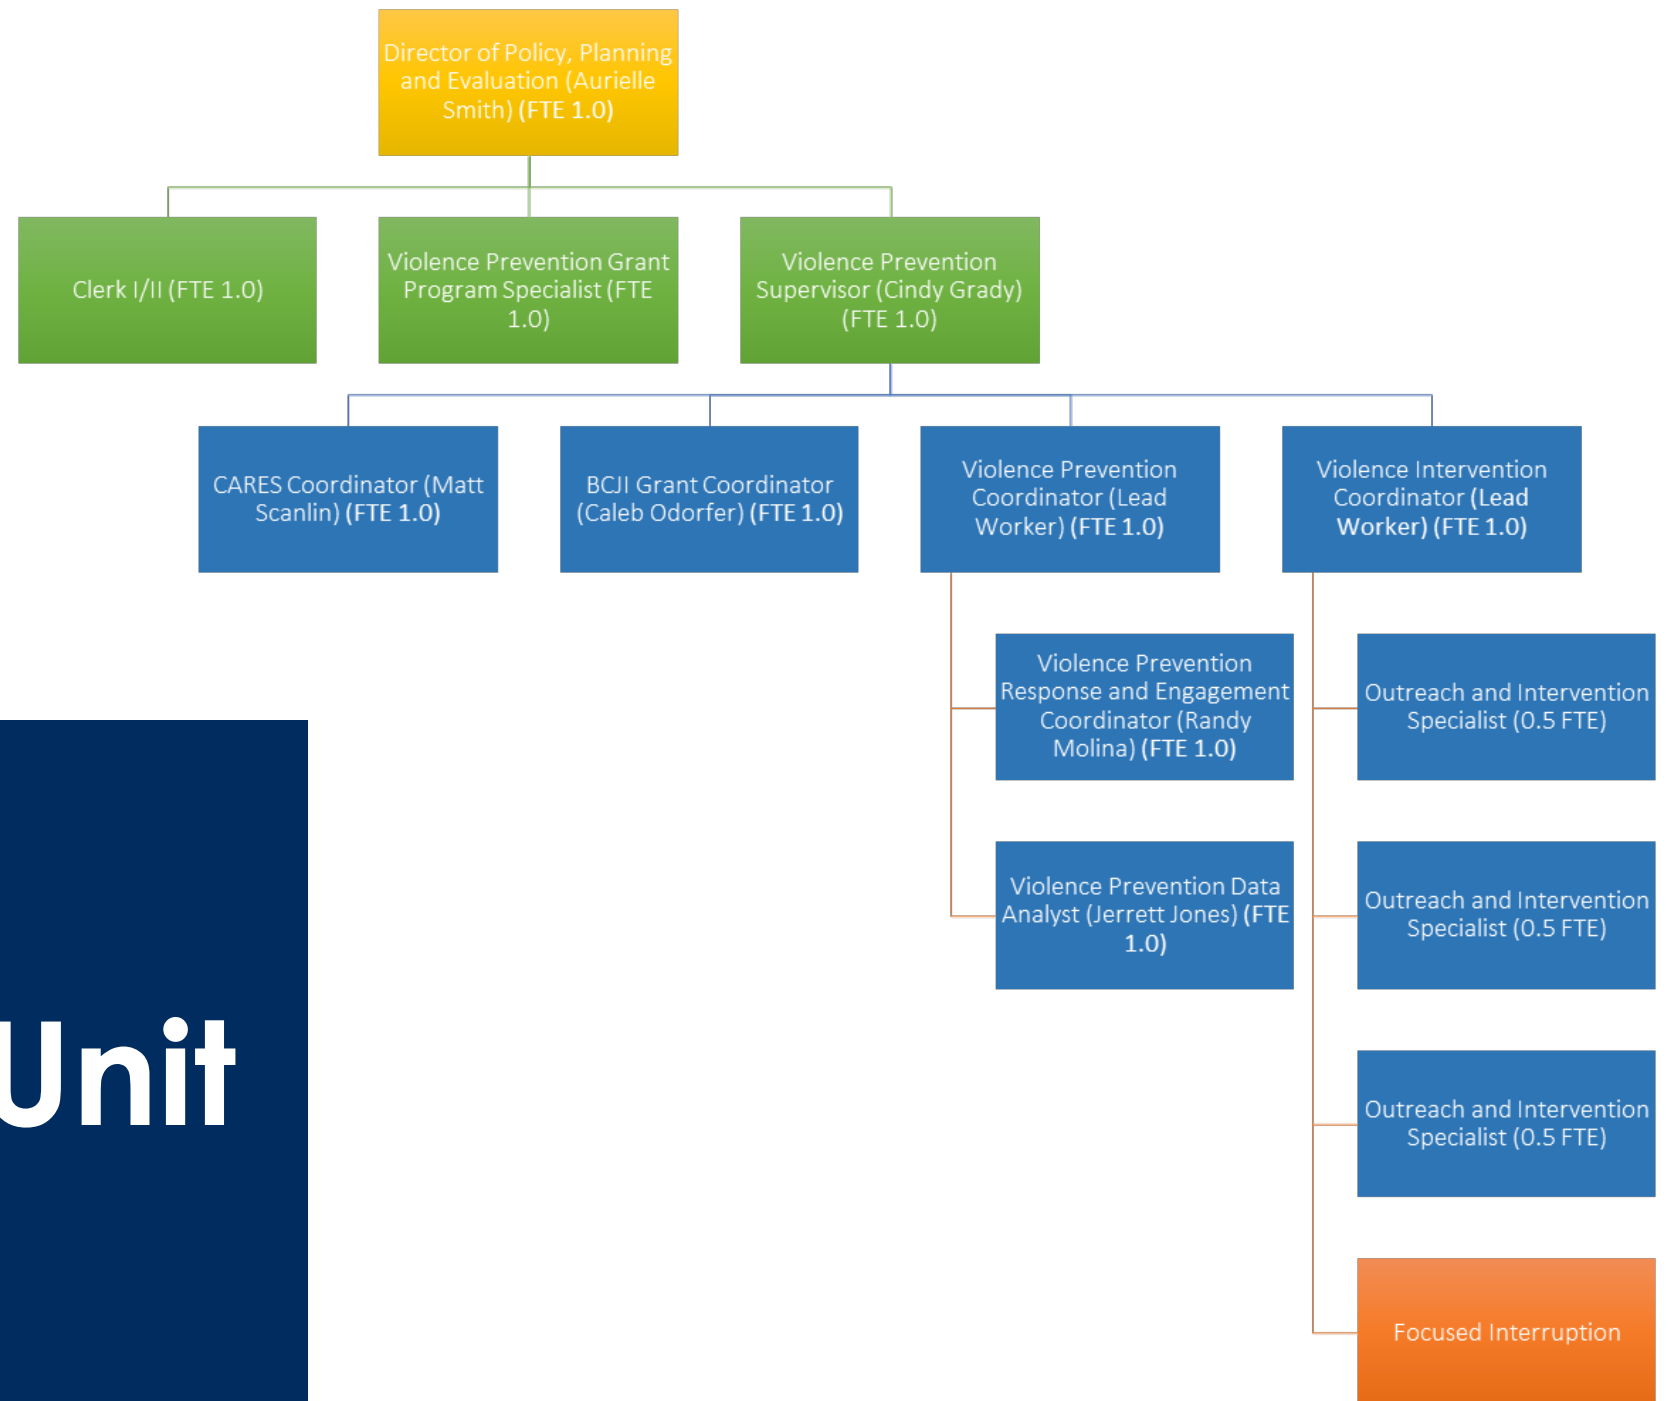 Director of Policy, Planning
and Evaluation (Aurielle
Smith) (FTE 1.0)
Clerk I/II (FTE 1.0)
Violence Prevention Grant
Program Specialist (FTE
1.0)
Violence Prevention
Supervisor (Cindy Grady)
(FTE 1.0)
CARES Coordinator (Matt
Scanlin) (FTE 1.0)
BCJI Grant Coordinator
(Caleb Odorfer) (FTE 1.0)
Violence Prevention
Coordinator (Lead
Worker) (FTE 1.0)
Violence Intervention
Coordinator (Lead
Worker) (FTE 1.0)
Violence Prevention
Response and Engagement
Coordinator (Randy
Molina) (FTE 1.0)
Outreach and Intervention
Specialist (0.5 FTE)
Violence Prevention Data
Analyst (Jerrett Jones) (FTE
1.0)
Outreach and Intervention
Specialist (0.5 FTE)
Unit
Outreach and Intervention
Specialist (0.5 FTE)
Focused Interruption